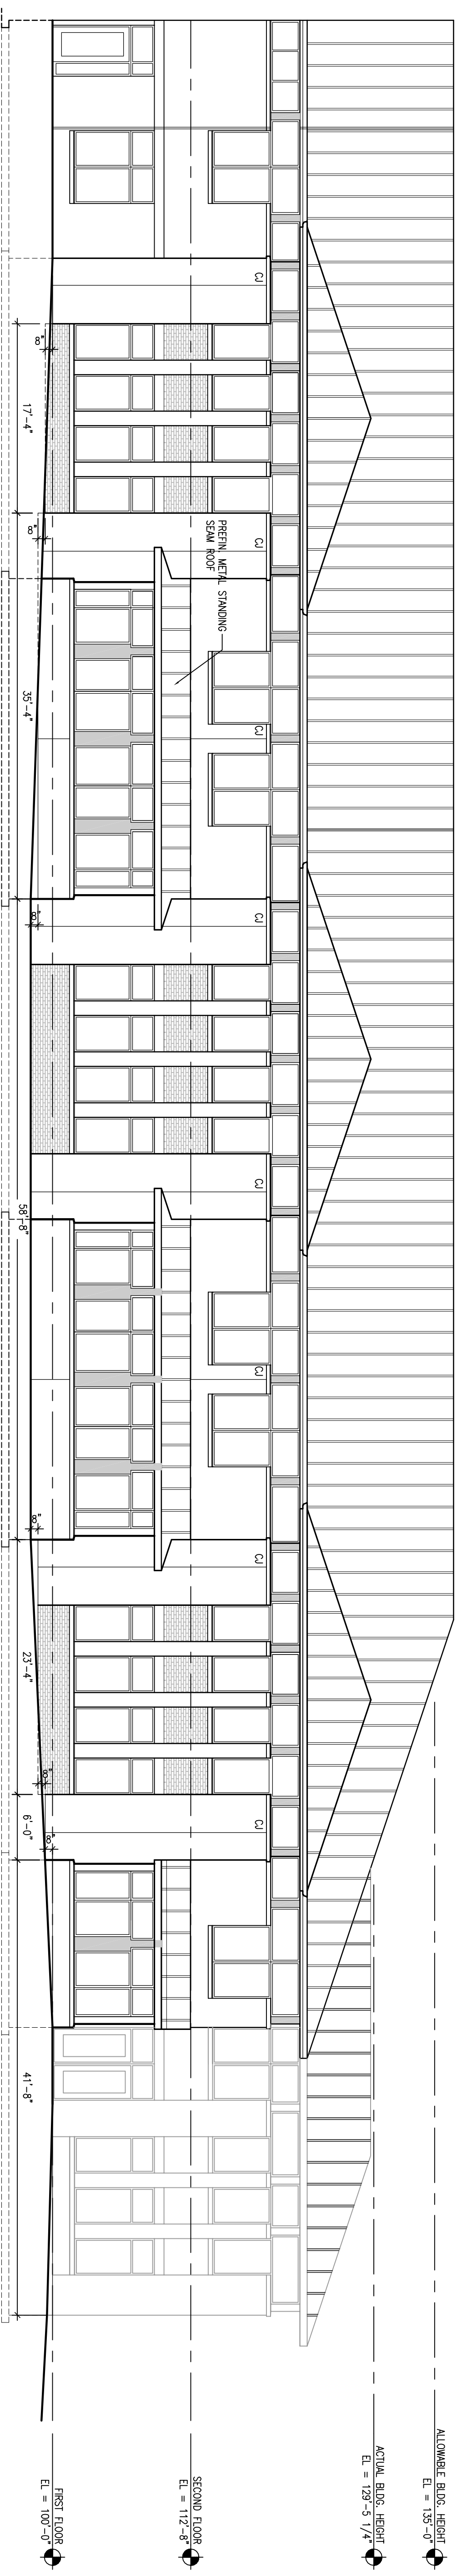 ALLOWABLE BLDG. HEIGHT
EL = 135'-0"
ACTUAL BLDG. HEIGHT
EL = 129'-5 1/4"
CJ
CJ
CJ
CJ
CJ
CJ
CJ
CJ
PREFIN. METAL STANDING
SEAM ROOF
SECOND FLOOR
EL = 112'-8"
FIRST FLOOR
EL = 100'-0"
8"
8"
8"
8"
8"
8"
17'-4"
35'-4"
58'-8"
23'-4"
6'-0"
41'-8"